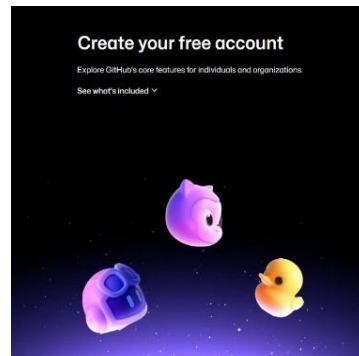 Create your free account
Explore GitHub's core features for individuals and organizations.
See what's included